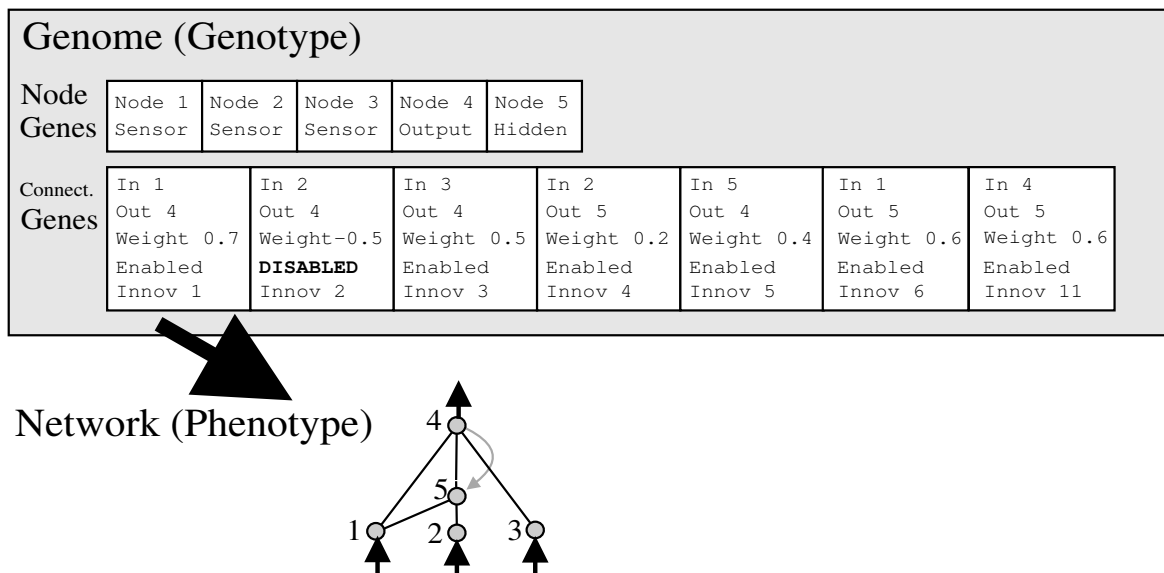 Genome (Genotype)
Node Genes
Node 1 Node 2 Node 3 Node 4 Node 5
Sensor Sensor Sensor Output Hidden
Connect. Genes
In 1 In 2 In 3 In 2 In 5 In 1 In 4
Out 4 Out 4 Out 4 Out 5 Out 4 Out 5 Out 5
Weight 0.7 Weight-0.5 Weight 0.5 Weight 0.2 Weight 0.4 Weight 0.6 Weight 0.6
Enabled DISABLED Enabled Enabled Enabled Enabled Enabled
Innov 1 Innov 2 Innov 3 Innov 4 Innov 5 Innov 6 Innov 11
Network (Phenotype)
4
5
1 2 3